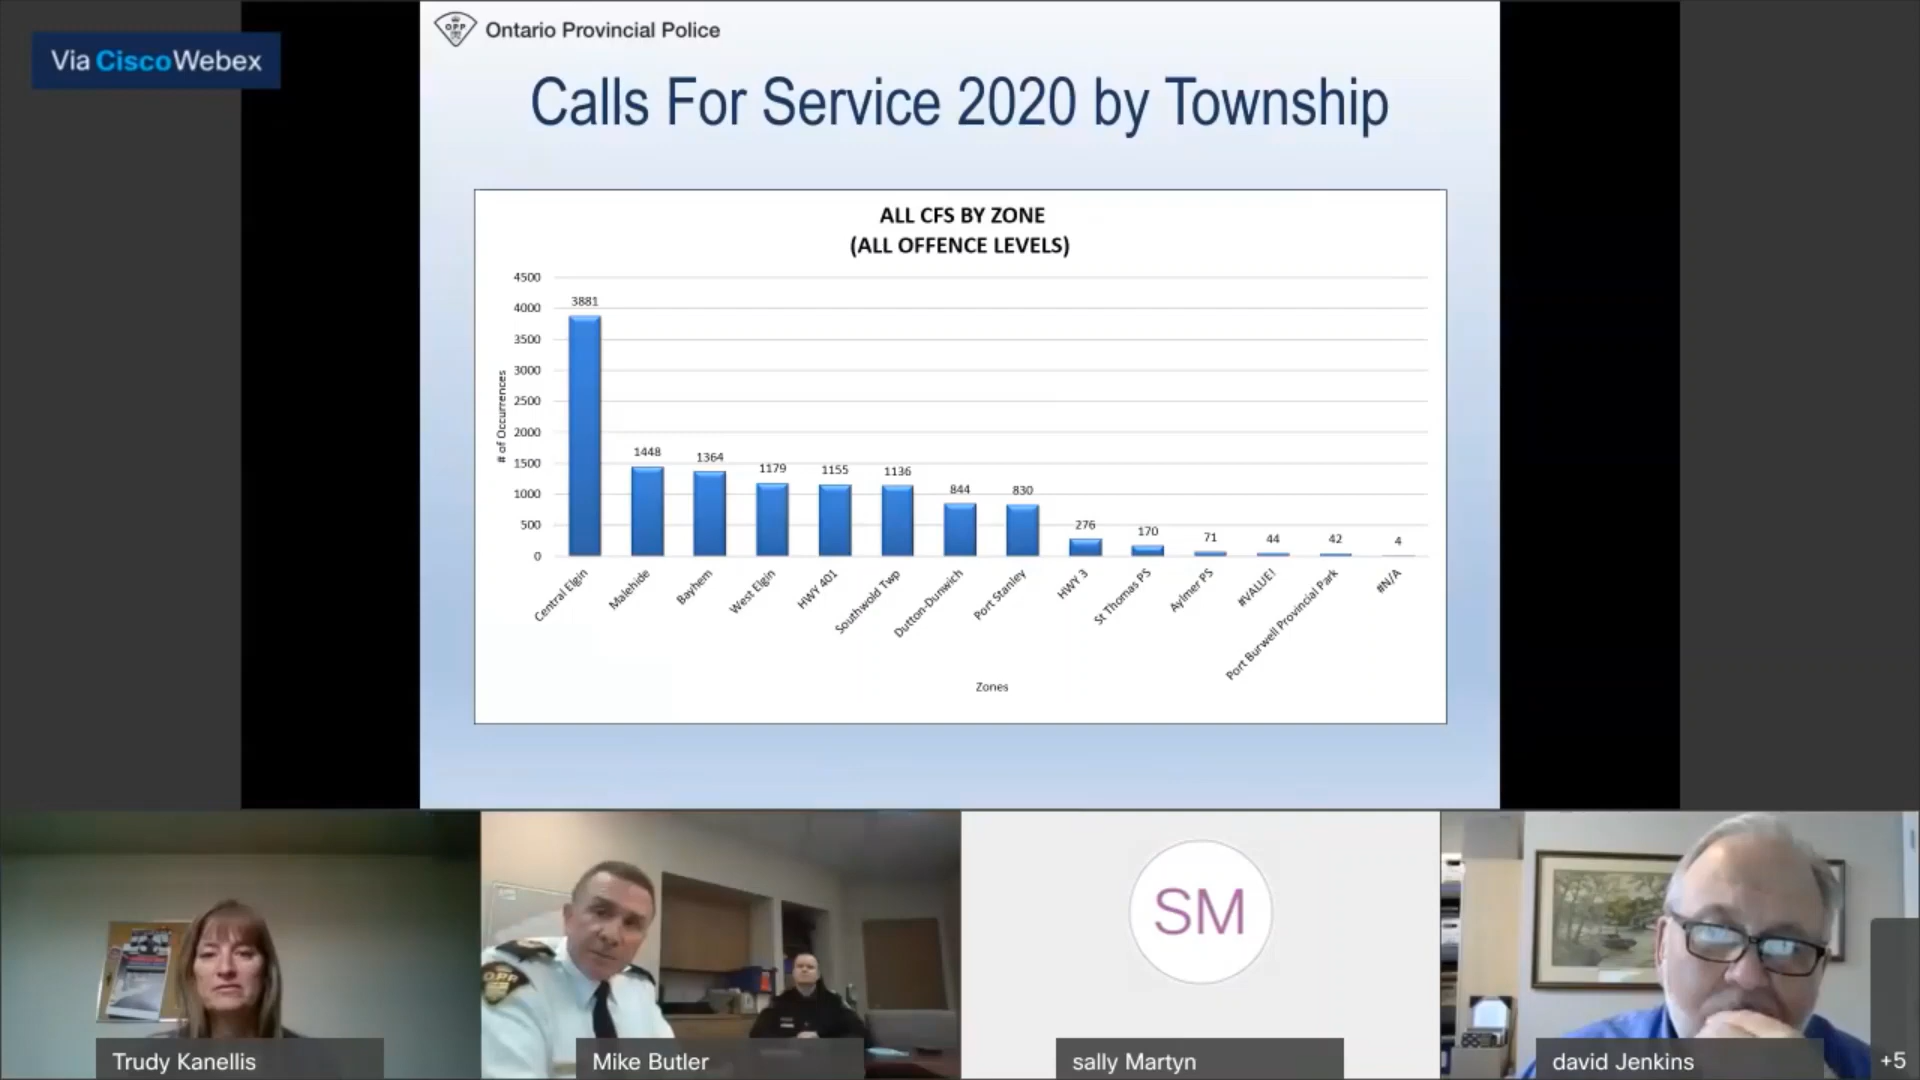 Via CiscoWebex
OPP
Ontario Provincial Police
Calls For Service 2020 by Township
ALL CFS BY ZONE
(ALL OFFENCE LEVELS)
4500
4000
3500
3000
2500
2000
1500
1000
500
0
# of Occurrences
3881
1448
1364
1179
1155
1136
844
830
276
170
71
44
42
4
Central Elgin
Malehide
Bayhem
West Elgin
HWY 401
Southwold Twp
Dutton-Dunwich
Port Stanley
HWY 3
St Thomas PS
Aylmer PS
#VALUE!
Port Burwell Provincial Park
#N/A
Zones
O.P.P.
SM
Trudy Kanellis
Mike Butler
sally Martyn
david Jenkins
+5